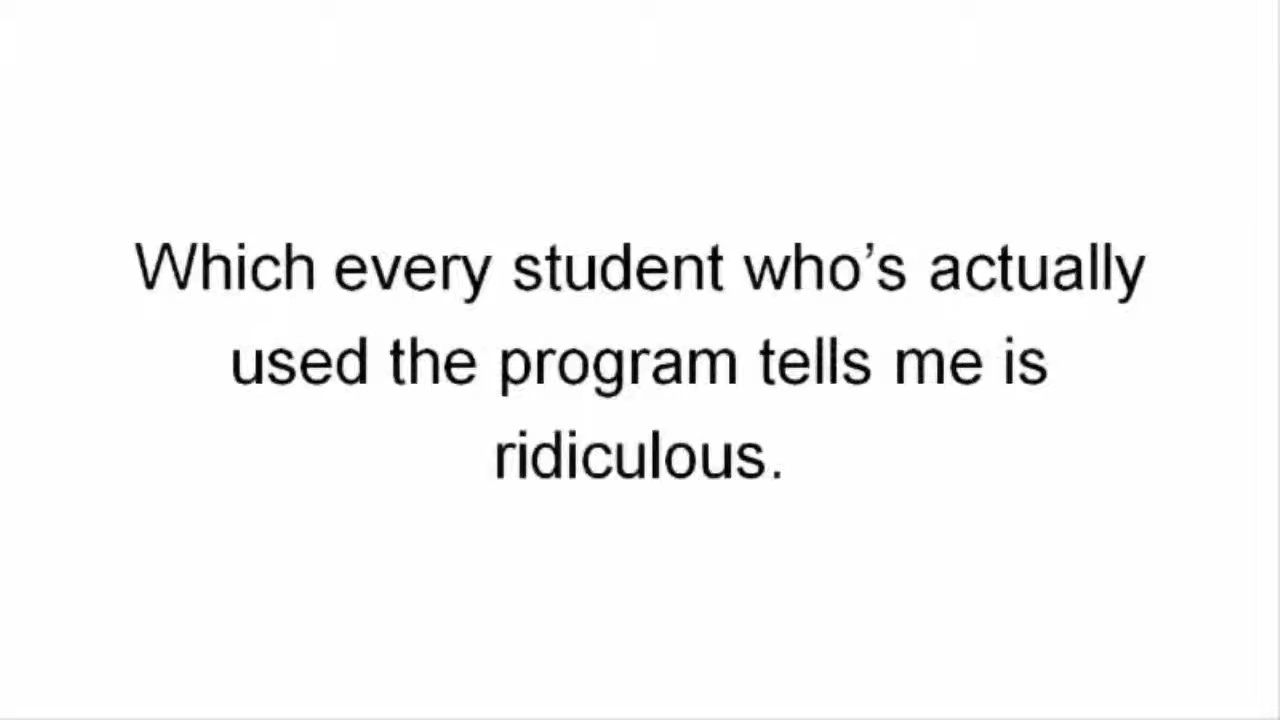 Which every student who’s actually
used the program tells me is
ridiculous.